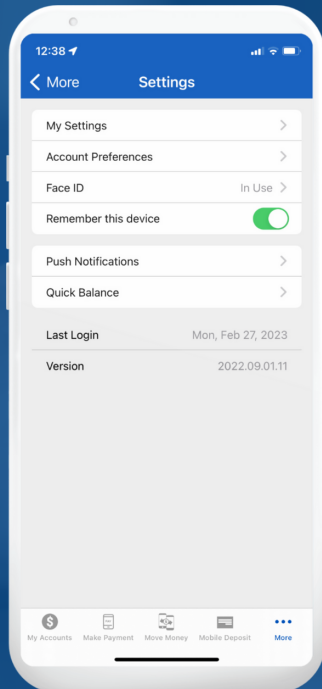 12:38
More Settings
My Settings
Account Preferences
Face ID In Use
Remember this device
Push Notifications
Quick Balance
Last Login Mon, Feb 27, 2023
Version 2022.09.01.11
My Accounts Make Payment Move Money Mobile Deposit More